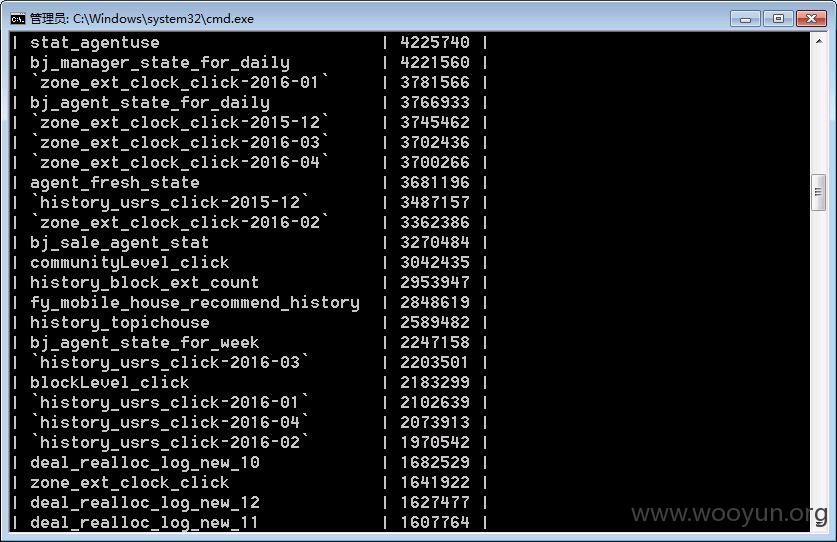 管理员: C:\Windows\system32\cmd.exe
| stat_agentuse | 4225740 |
| bj_manager_state_for_daily | 4221560 |
| `zone_ext_clock_click-2016-01` | 3781566 |
| bj_agent_state_for_daily | 3766933 |
| `zone_ext_clock_click-2015-12` | 3745462 |
| `zone_ext_clock_click-2016-03` | 3702436 |
| `zone_ext_clock_click-2016-04` | 3700266 |
| agent_fresh_state | 3681196 |
| `history_usrs_click-2015-12` | 3487157 |
| `zone_ext_clock_click-2016-02` | 3362386 |
| bj_sale_agent_stat | 3270484 |
| communityLevel_click | 3042435 |
| history_block_ext_count | 2953947 |
| fy_mobile_house_recommend_history | 2848619 |
| history_topichouse | 2589482 |
| bj_agent_state_for_week | 2247158 |
| `history_usrs_click-2016-03` | 2203501 |
| blockLevel_click | 2183299 |
| `history_usrs_click-2016-01` | 2102639 |
| `history_usrs_click-2016-04` | 2073913 |
| `history_usrs_click-2016-02` | 1970542 |
| deal_realloc_log_new_10 | 1682529 |
| zone_ext_clock_click | 1641922 |
| deal_realloc_log_new_12 | 1627477 |
| deal_realloc_log_new_11 | 1607764 |
www.wooyun.org